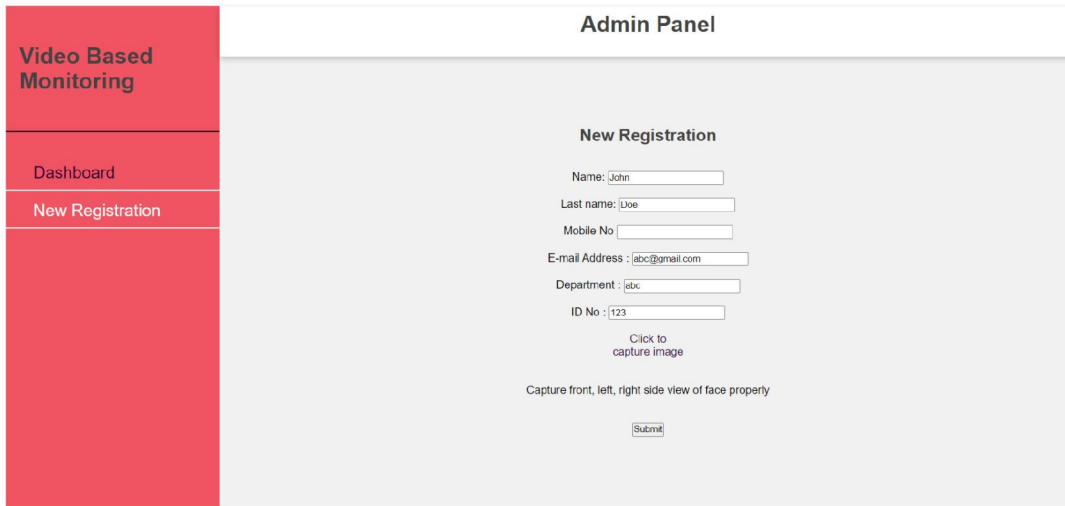 Admin Panel
Video Based
Monitoring
Dashboard
New Registration
New Registration
Name: John
Last name: Doe
Mobile No
E-mail Address : abc@gmail.com
Department : abc
ID No : 123
Click to
capture image
Capture front, left, right side view of face properly
Submit